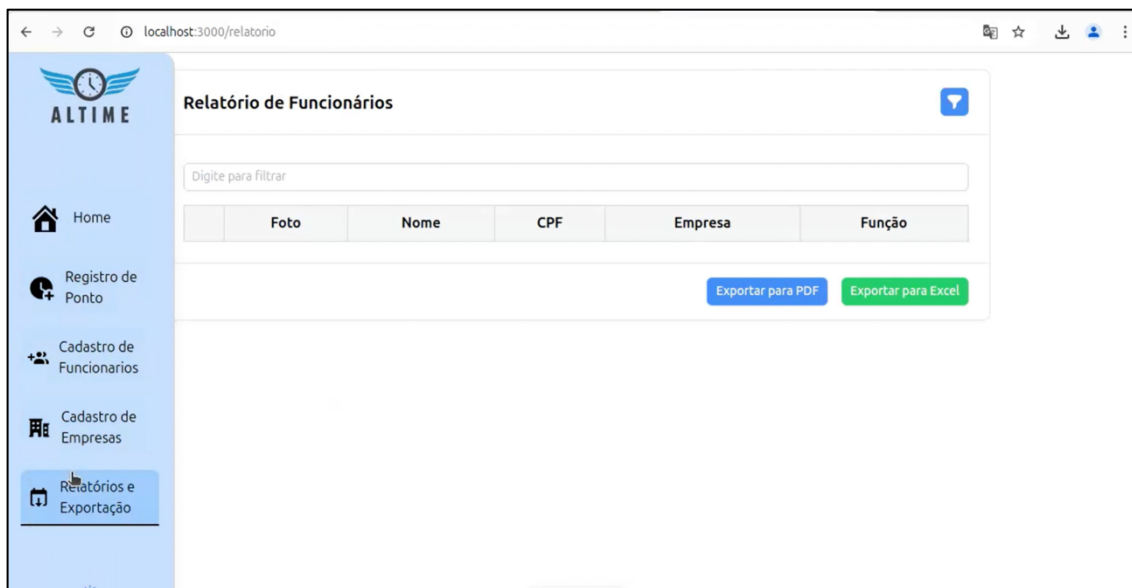 localhost:3000/relatorio
ALTIME
Home
Registro de
Ponto
Cadastro de
Funcionarios
Cadastro de
Empresas
Relatórios e
Exportação
Relatório de Funcionários
Digite para filtrar
Foto Nome CPF Empresa Função
Exportar para PDF Exportar para Excel